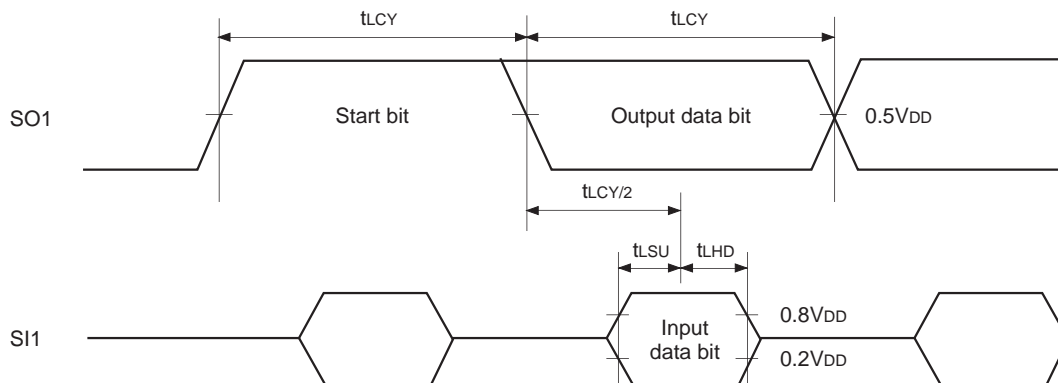 tLCY tLCY
SO1 Start bit Output data bit 0.5VDD
tLCY/2
tLSU tLHD
0.8VDD
SI1 Input
data bit 0.2VDD